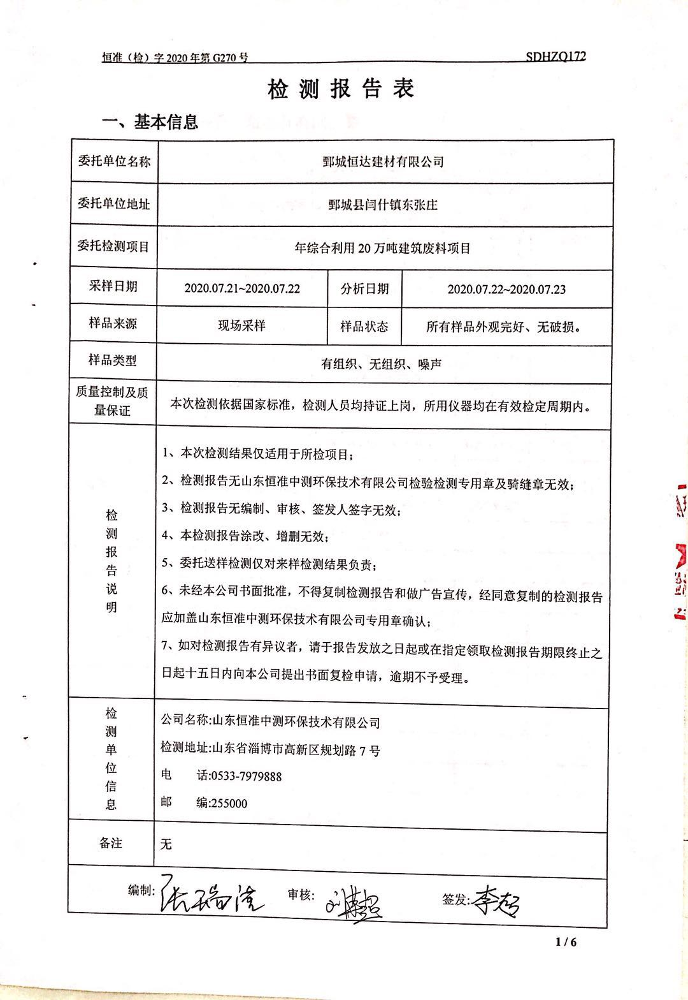 恒准（检）字 2020 年第 G270 号 SDHZQ172
检测报告表
一、基本信息
委托单位名称 鄄城恒达建材有限公司
委托单位地址 鄄城县闫什镇东张庄
委托检测项目 年综合利用 20 万吨建筑废料项目
采样日期 2020.07.21~2020.07.22 分析日期 2020.07.22~2020.07.23
样品来源 现场采样 样品状态 所有样品外观完好、无破损。
样品类型 有组织、无组织、噪声
质量控制及质
量保证
本次检测依据国家标准，检测人员均持证上岗，所用仪器均在有效检定周期内。
检测报告说明
1、本次检测结果仅适用于所检项目；
2、检测报告无山东恒准中测环保技术有限公司检验检测专用章及骑缝章无效；
3、检测报告无编制、审核、签发人签字无效；
4、本检测报告涂改、增删无效；
5、委托送样检测仅对来样检测结果负责；
6、未经本公司书面批准，不得复制检测报告和做广告宣传，经同意复制的检测报告
应加盖山东恒准中测环保技术有限公司专用章确认；
7、如对检测报告有异议者，请于报告发放之日起或在指定领取检测报告期限终止之
日起十五日内向本公司提出书面复检申请，逾期不予受理。
检测单位信息
公司名称:山东恒准中测环保技术有限公司
检测地址:山东省淄博市高新区规划路 7 号
电 话:0533-7979888
邮 编:255000
备注 无
编制: 审核: 签发:
1 / 6